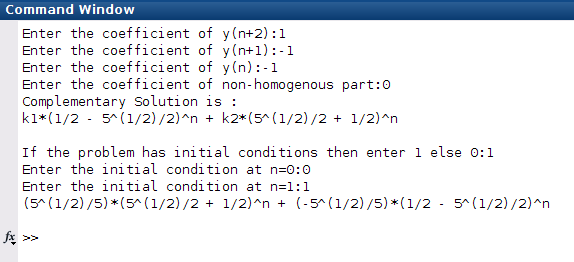 Command Window
Enter the coefficient of y(n+2):1
Enter the coefficient of y(n+1):-1
Enter the coefficient of y(n):-1
Enter the coefficient of non-homogenous part:0
Complementary Solution is :
k1*(1/2 - 5^(1/2)/2)^n + k2*(5^(1/2)/2 + 1/2)^n
If the problem has initial conditions then enter 1 else 0:1
Enter the initial condition at n=0:0
Enter the initial condition at n=1:1
(5^(1/2)/5)*(5^(1/2)/2 + 1/2)^n + (-5^(1/2)/5)*(1/2 - 5^(1/2)/2)^n
fx >>